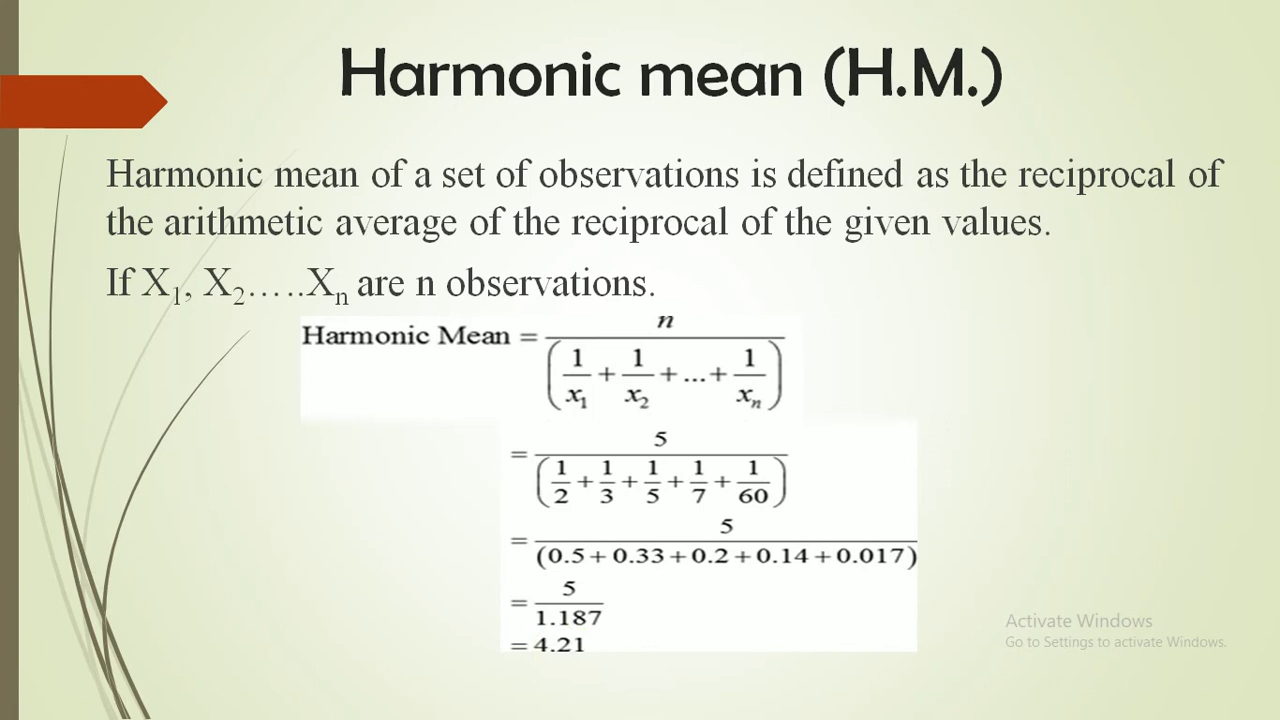 Harmonic mean (H.M.)
Harmonic mean of a set of observations is defined as the reciprocal of
the arithmetic average of the reciprocal of the given values.
If X₁, X₂…..Xₙ are n observations.
Harmonic Mean = n / (1/x₁ + 1/x₂ + ... + 1/xₙ)
= 5 / (1/2 + 1/3 + 1/5 + 1/7 + 1/60)
= 5 / (0.5 + 0.33 + 0.2 + 0.14 + 0.017)
= 5 / 1.187
= 4.21
Activate Windows
Go to Settings to activate Windows.